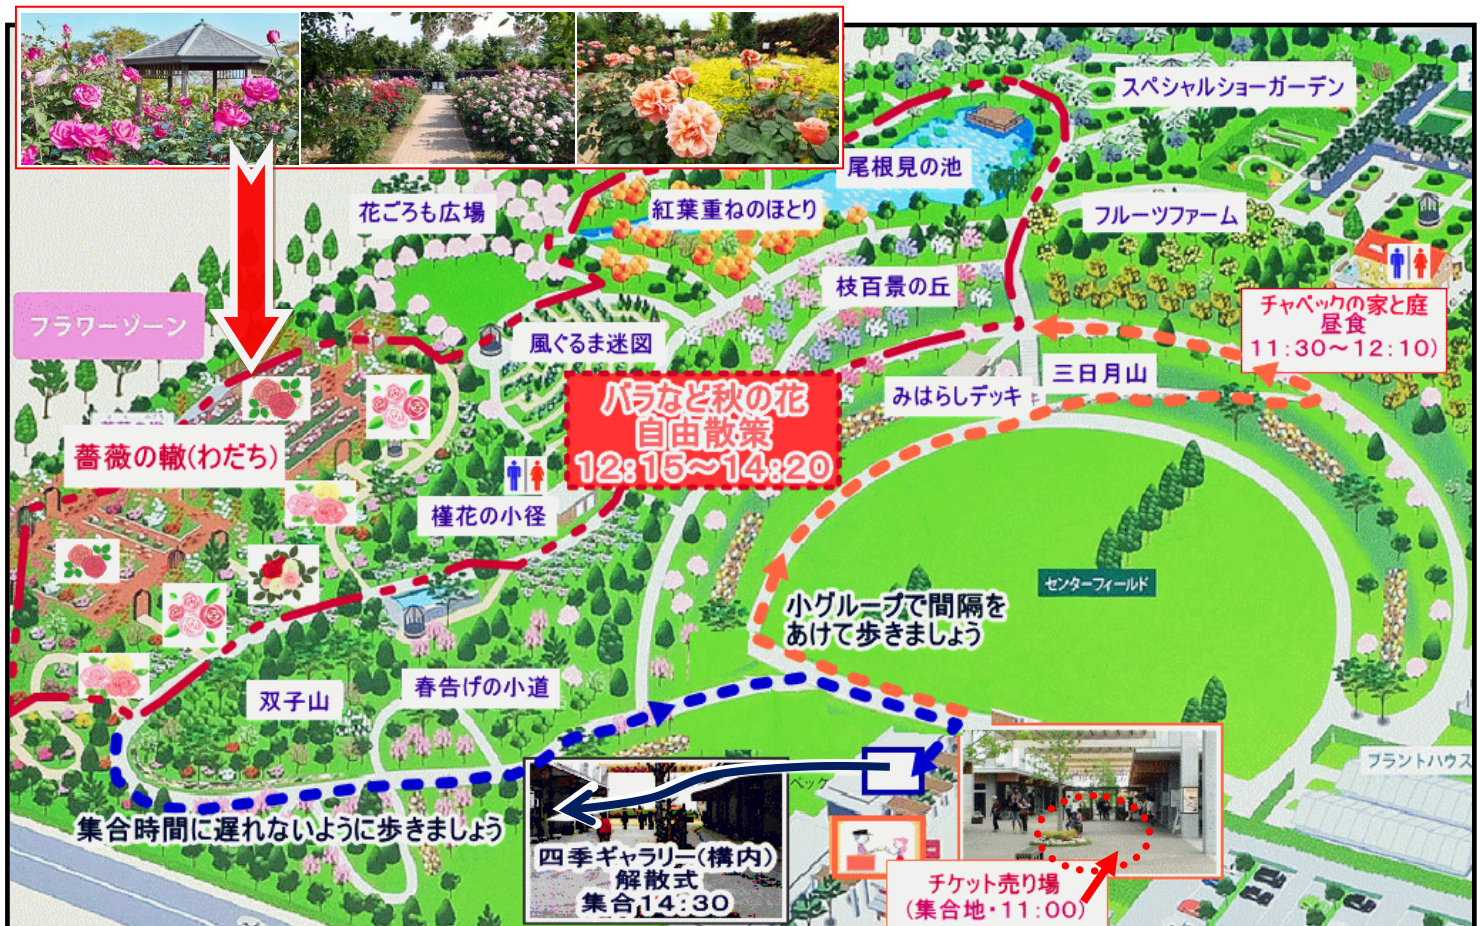 スペシャルショーガーデン
尾根見の池
花ごろも広場
紅葉重ねのほとり
フルーツファーム
枝百景の丘
フラワーゾーン
チャペックの家と庭
昼食
11:30～12:10)
風ぐるま迷図
三日月山
みはらしデッキ
バラなど秋の花
自由散策
12:15～14:20
薔薇の轍(わだち)
槿花の小径
センターフィールド
小グループで間隔を
あけて歩きましょう
双子山
春告げの小道
プラントハウス
集合時間に遅れないように歩きましょう
四季ギャラリー(構内)
解散式
集合14:30
チケット売り場
(集合地・11:00)